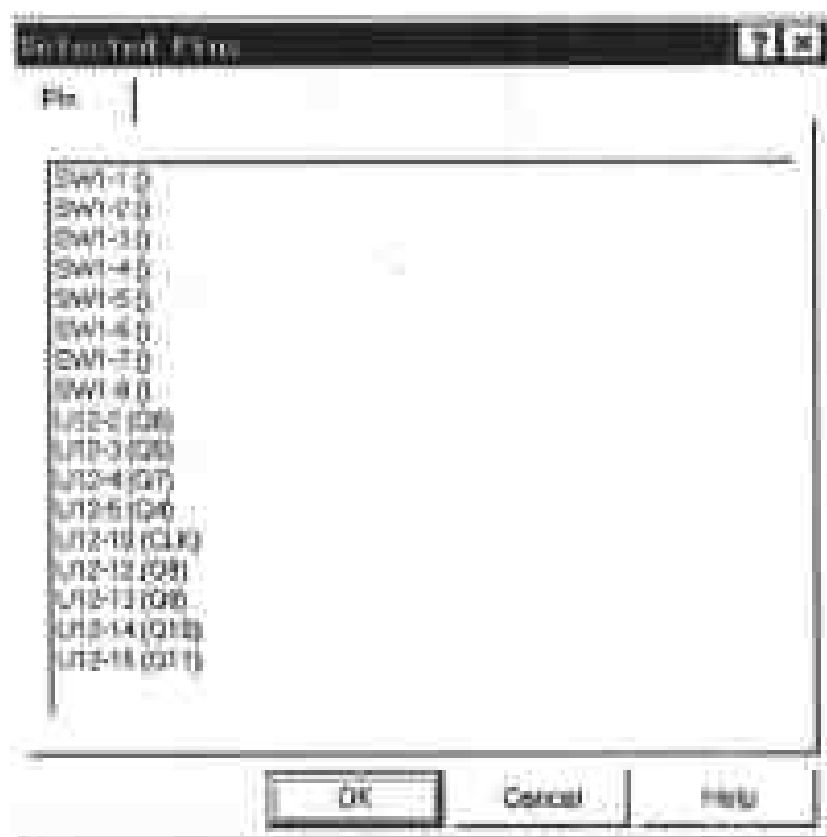 Selected Pins
Pin
SW1-1 ()
SW1-2 ()
SW1-3 ()
SW1-4 ()
SW1-5 ()
SW1-6 ()
SW1-7 ()
SW1-8 ()
U12-2 (Q6)
U12-3 (Q5)
U12-4 (Q7)
U12-5 (Q4)
U12-10 (CLK)
U12-12
U12-13
U12-14 (Q10)
U12-15 (Q11)
OK
Cancel
Help